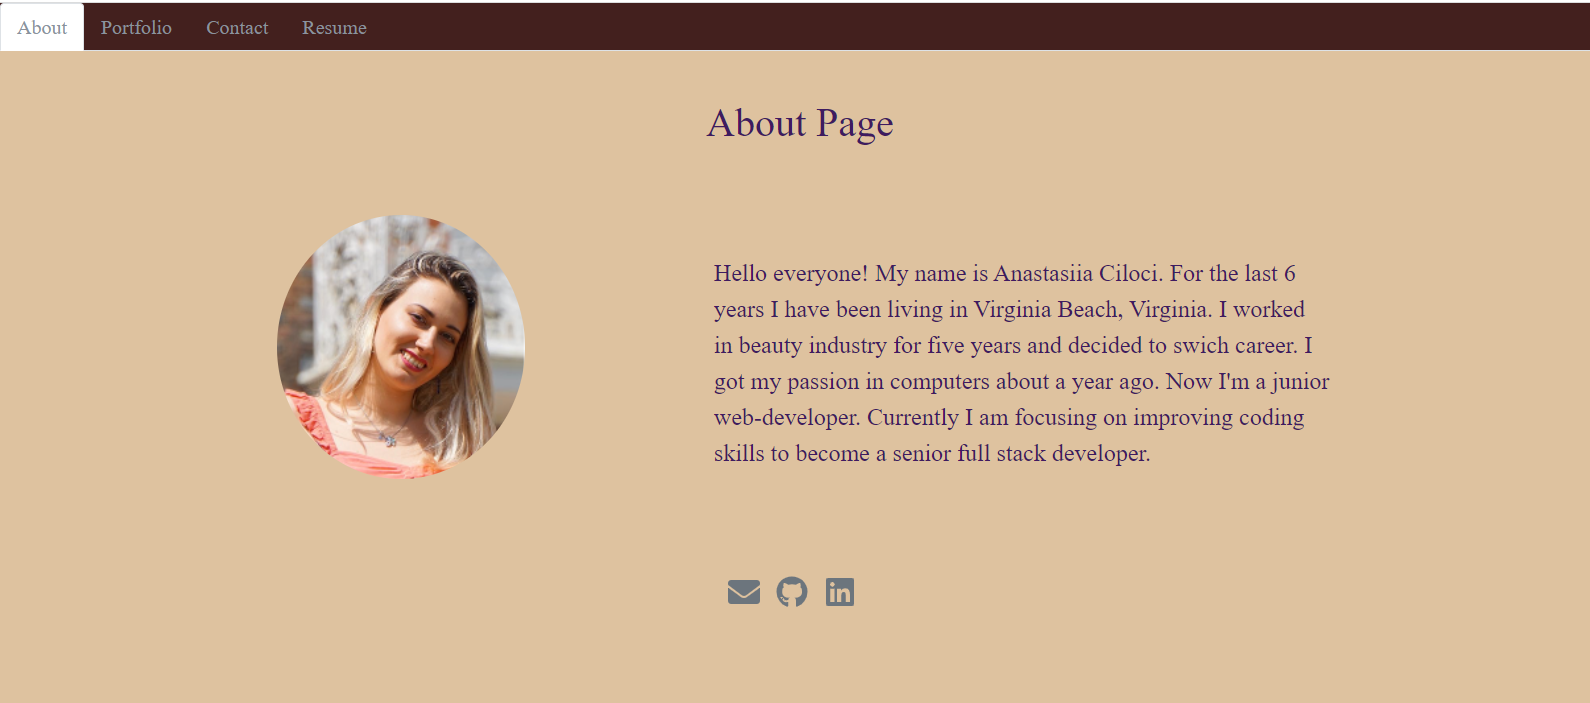 About Portfolio Contact Resume
About Page
Hello everyone! My name is Anastasiia Ciloci. For the last 6
years I have been living in Virginia Beach, Virginia. I worked
in beauty industry for five years and decided to swich career. I
got my passion in computers about a year ago. Now I'm a junior
web-developer. Currently I am focusing on improving coding
skills to become a senior full stack developer.
in